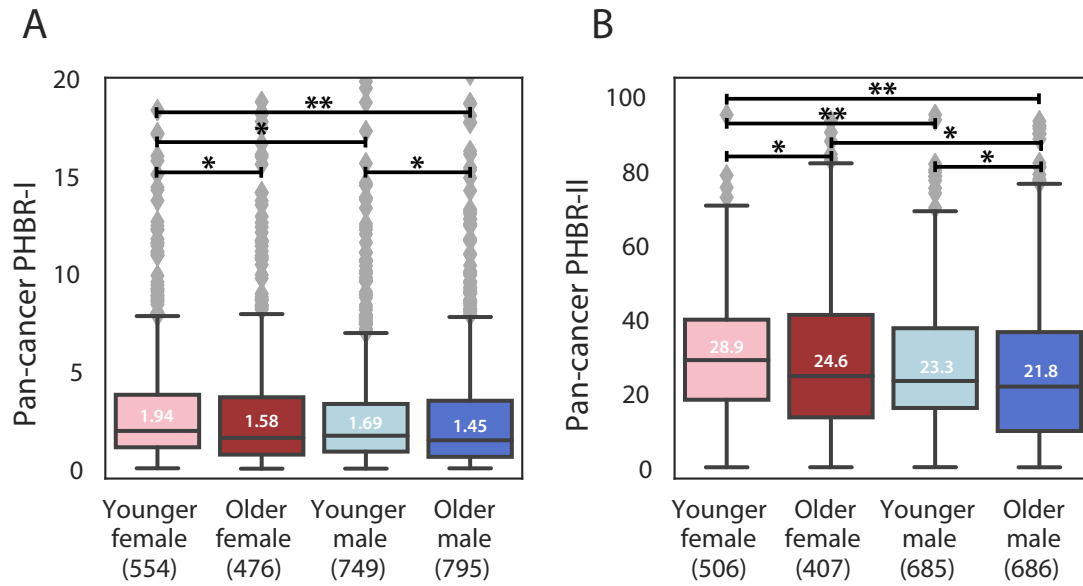 A
Pan-cancer PHBR-I
20
15
10
5
0
**
*
*
*
1.94
1.58
1.69
1.45
Younger female (554)
Older female (476)
Younger male (749)
Older male (795)
B
Pan-cancer PHBR-II
100
80
60
40
20
0
**
**
*
*
*
28.9
24.6
23.3
21.8
Younger female (506)
Older female (407)
Younger male (685)
Older male (686)